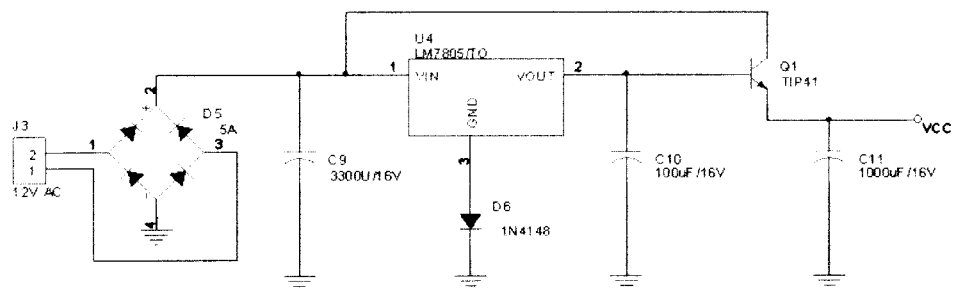 U4
LM7805/TO
1
VIN
VOUT
2
GND
3
Q1
TIP41
VCC
J3
2
1
12V AC
1
2
3
4
D5
5A
C9
3300U/16V
D6
1N4148
C10
100uF/16V
C11
1000uF/16V